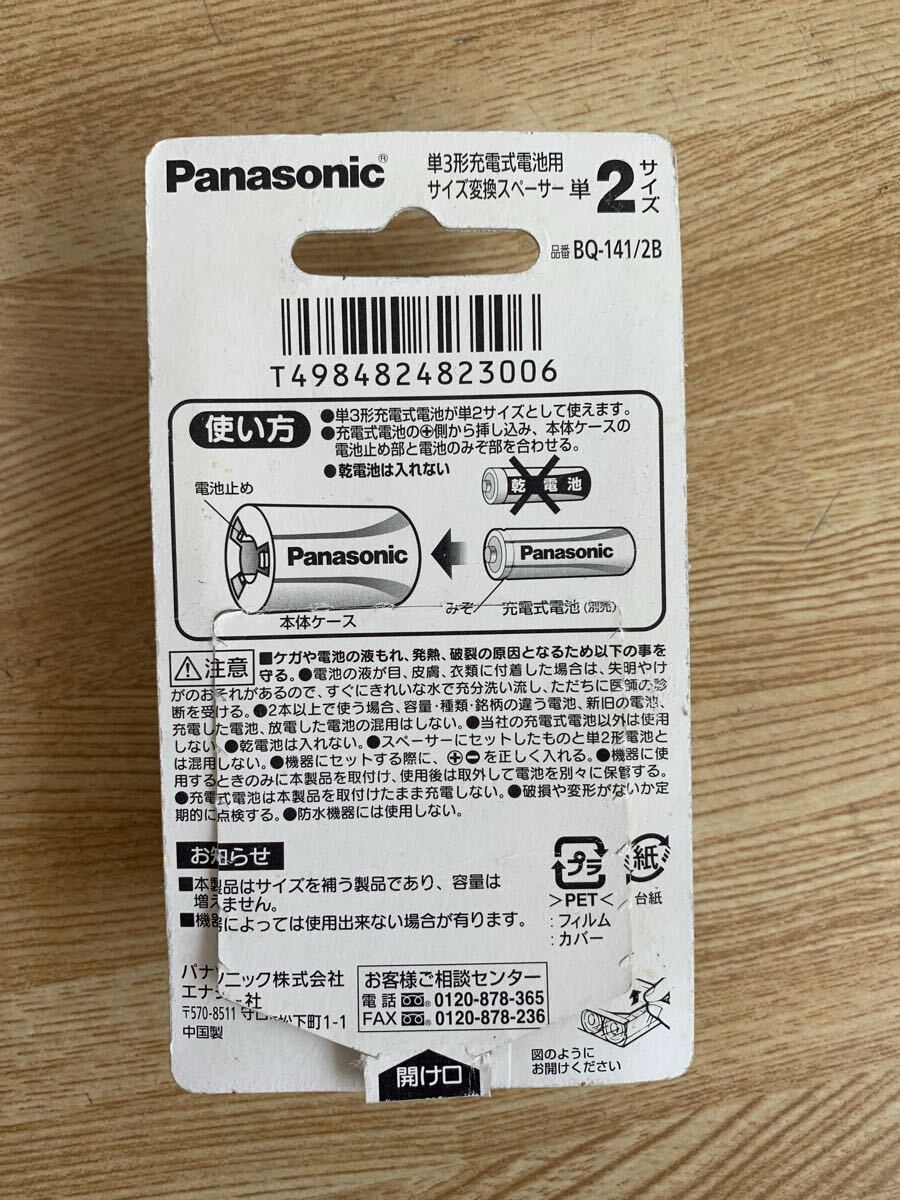 Panasonic®
単3形充電式電池用
サイズ変換スペーサー 単2サイズ
品番 BQ-141/2B
T4984824823006
使い方
●単3形充電式電池が単2サイズとして使えます。
●充電式電池の⊕側から挿し込み、本体ケースの
電池止め部と電池のみぞ部を合わせる。
●乾電池は入れない
乾電池
電池止め
Panasonic
Panasonic
みぞ
充電式電池(別売)
本体ケース
⚠注意 ■ケガや電池の液もれ、発熱、破裂の原因となるため以下の事を
守る。●電池の液が目、皮膚、衣類に付着した場合は、失明やけ
がのおそれがあるので、すぐにきれいな水で充分洗い流し、ただちに医師の診
断を受ける。●2本以上で使う場合、容量・種類・銘柄の違う電池、新旧の電池、
充電した電池、放電した電池の混用はしない。●当社の充電式電池以外は使用
しない。●乾電池は入れない。●スペーサーにセットしたものと単2形電池と
は混用しない。●機器にセットする際に、⊕⊖を正しく入れる。●機器に使
用するときのみに本製品を取付け、使用後は取外して電池を別々に保管する。
●充電式電池は本製品を取付けたまま充電しない。●破損や変形がないか定
期的に点検する。●防水機器には使用しない。
お知らせ
■本製品はサイズを補う製品であり、容量は
増えません。
■機器によっては使用出来ない場合が有ります。
プラ
>PET<
:フィルム
:カバー
紙
台紙
パナソニック株式会社
エナジー社
〒570-8511 守口市松下町1-1
中国製
お客様ご相談センター
電話 0120-878-365
FAX 0120-878-236
開け口
図のように
お開けください